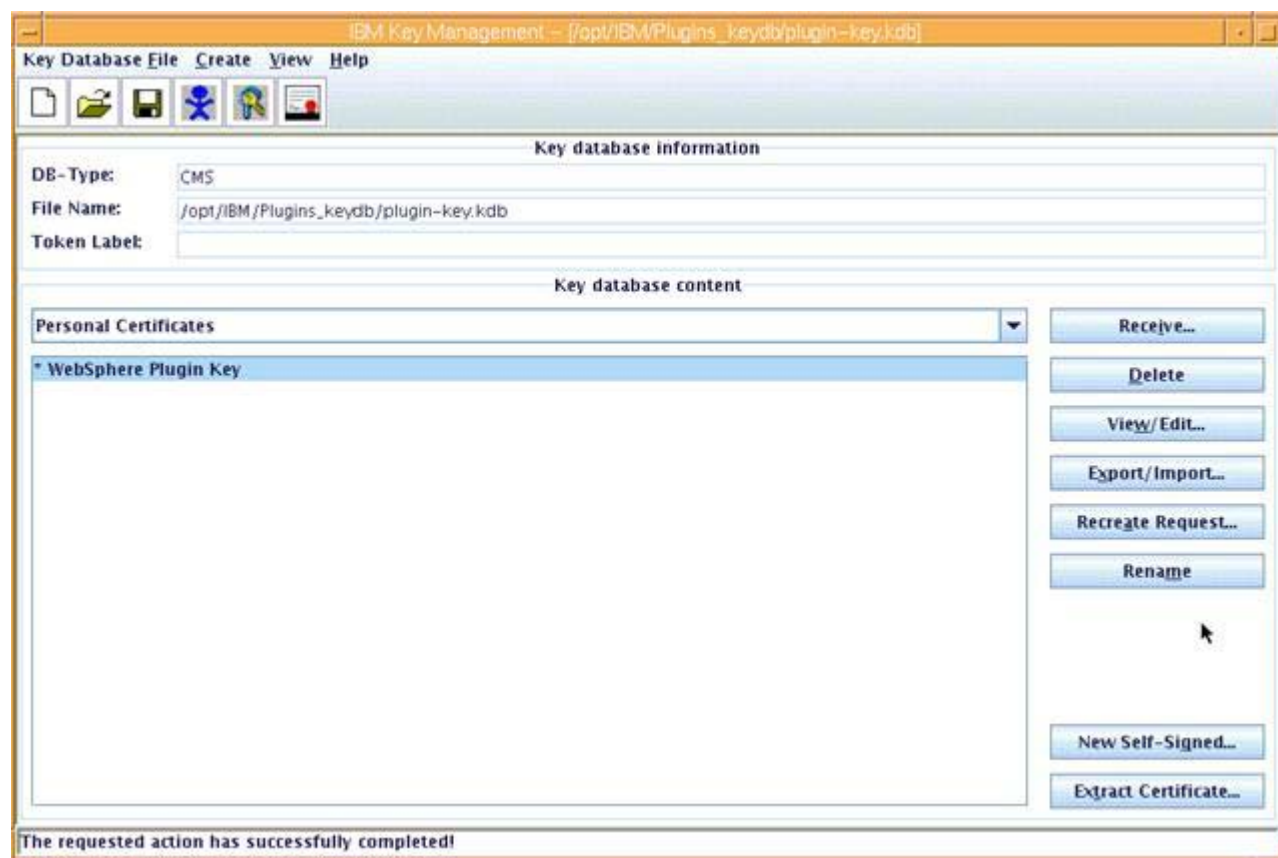 IBM Key Management - [/opt/IBM/Plugins_keydb/plugin-key.kdb]
Key Database File Create View Help
Key database information
DB-Type: CMS
File Name: /opt/IBM/Plugins_keydb/plugin-key.kdb
Token Label:
Key database content
Personal Certificates
Receive...
* WebSphere Plugin Key
Delete
View/Edit...
Export/Import...
Recreate Request...
Rename
New Self-Signed...
Extract Certificate...
The requested action has successfully completed!